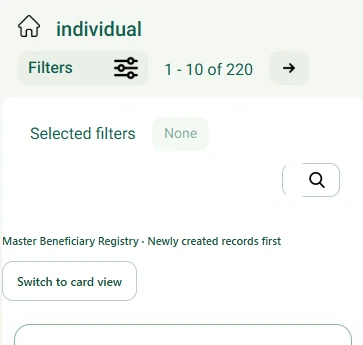 individual
Filters 1 - 10 of 220
Selected filters None
Master Beneficiary Registry · Newly created records first
Switch to card view